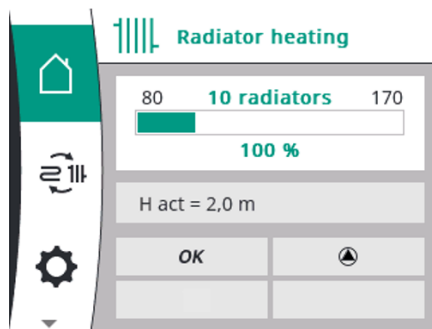 Radiator heating
80 10 radiators 170
100 %
H act = 2,0 m
OK